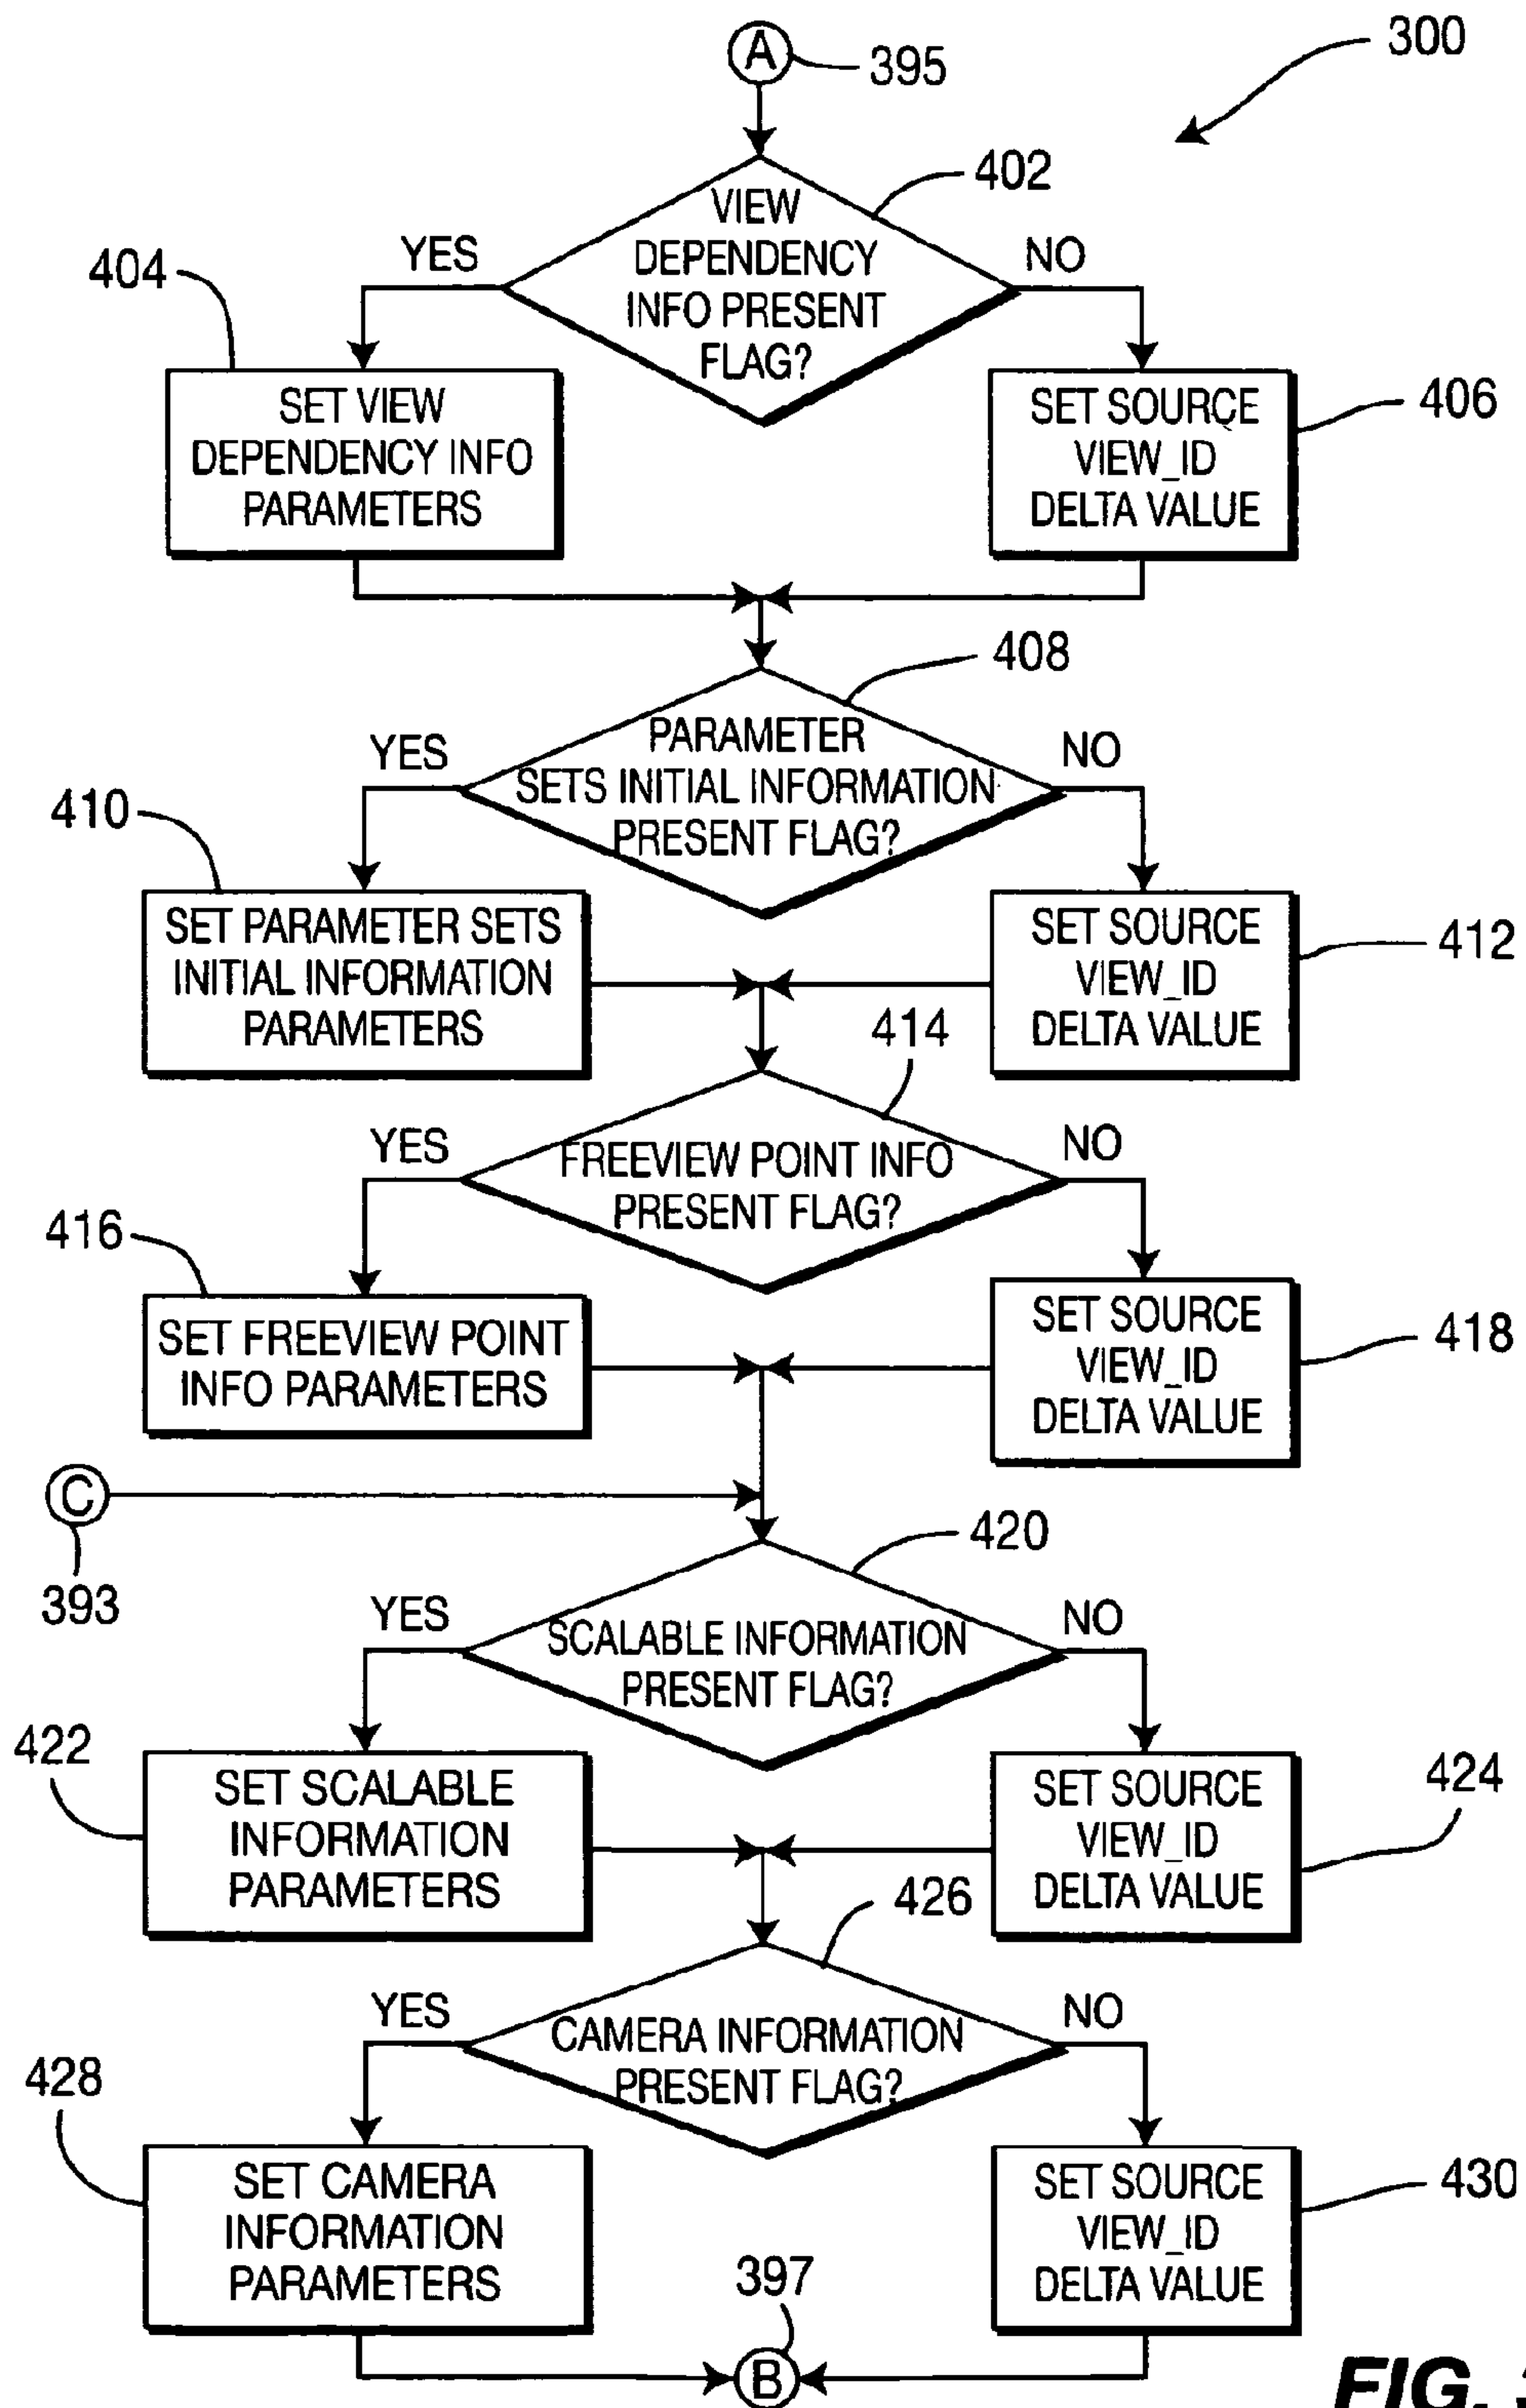 A
395
300
402
VIEW
DEPENDENCY
INFO PRESENT
FLAG?
YES
NO
404
SET VIEW
DEPENDENCY INFO
PARAMETERS
SET SOURCE
VIEW_ID
DELTA VALUE
406
408
PARAMETER
SETS INITIAL INFORMATION
PRESENT FLAG?
YES
NO
410
SET PARAMETER SETS
INITIAL INFORMATION
PARAMETERS
SET SOURCE
VIEW_ID
DELTA VALUE
412
414
FREEVIEW POINT INFO
PRESENT FLAG?
YES
NO
416
SET FREEVIEW POINT
INFO PARAMETERS
SET SOURCE
VIEW_ID
DELTA VALUE
418
C
393
420
SCALABLE INFORMATION
PRESENT FLAG?
YES
NO
422
SET SCALABLE
INFORMATION
PARAMETERS
SET SOURCE
VIEW_ID
DELTA VALUE
424
426
CAMERA INFORMATION
PRESENT FLAG?
YES
NO
428
SET CAMERA
INFORMATION
PARAMETERS
SET SOURCE
VIEW_ID
DELTA VALUE
430
397
B
FIG.